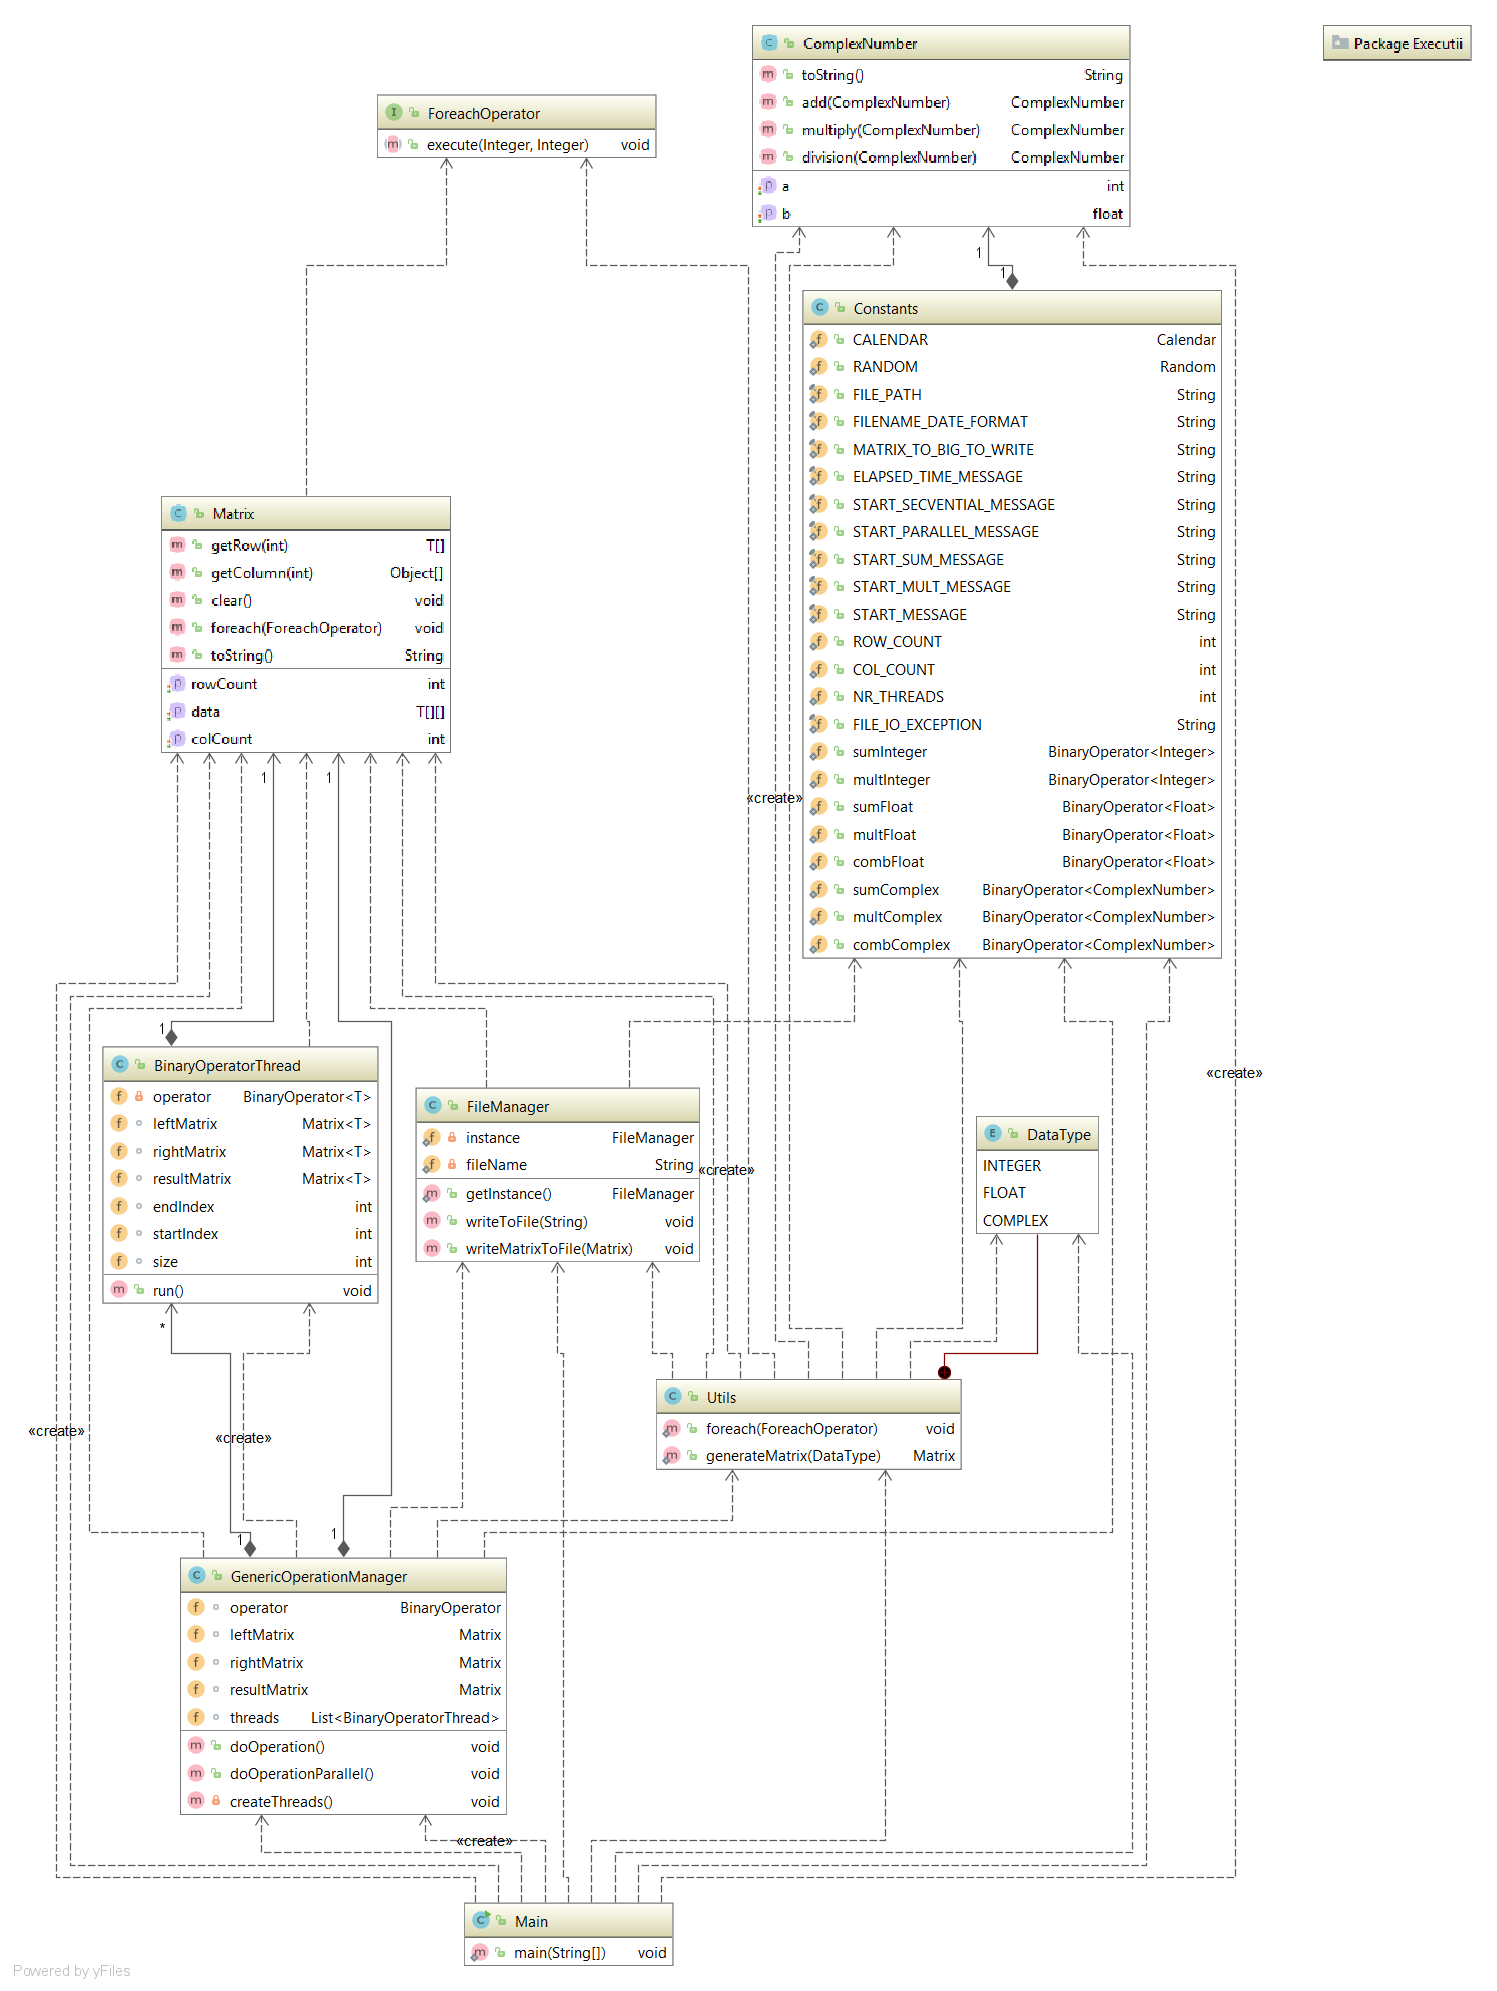 ComplexNumber
toString() String
add(ComplexNumber) ComplexNumber
multiply(ComplexNumber) ComplexNumber
division(ComplexNumber) ComplexNumber
a int
b float
Package Executii
ForeachOperator
execute(Integer, Integer) void
1
1
Constants
CALENDAR Calendar
RANDOM Random
FILE_PATH String
FILENAME_DATE_FORMAT String
MATRIX_TO_BIG_TO_WRITE String
ELAPSED_TIME_MESSAGE String
START_SECVENTIAL_MESSAGE String
START_PARALLEL_MESSAGE String
START_SUM_MESSAGE String
START_MULT_MESSAGE String
START_MESSAGE String
ROW_COUNT int
COL_COUNT int
NR_THREADS int
FILE_IO_EXCEPTION String
sumInteger BinaryOperator<Integer>
multInteger BinaryOperator<Integer>
sumFloat BinaryOperator<Float>
multFloat BinaryOperator<Float>
combFloat BinaryOperator<Float>
sumComplex BinaryOperator<ComplexNumber>
multComplex BinaryOperator<ComplexNumber>
combComplex BinaryOperator<ComplexNumber>
Matrix
getRow(int) T[]
getColumn(int) Object[]
clear() void
foreach(ForeachOperator) void
toString() String
rowCount int
data T[][]
colCount int
1
1
«create»
1
BinaryOperatorThread
operator BinaryOperator<T>
leftMatrix Matrix<T>
rightMatrix Matrix<T>
resultMatrix Matrix<T>
endIndex int
startIndex int
size int
run() void
*
FileManager
instance FileManager
fileName String
getInstance() FileManager
writeToFile(String) void
writeMatrixToFile(Matrix) void
«create»
«create»
DataType
INTEGER
FLOAT
COMPLEX
Utils
foreach(ForeachOperator) void
generateMatrix(DataType) Matrix
«create»
«create»
1
1
GenericOperationManager
operator BinaryOperator
leftMatrix Matrix
rightMatrix Matrix
resultMatrix Matrix
threads List<BinaryOperatorThread>
doOperation() void
doOperationParallel() void
createThreads() void
«create»
Main
main(String[]) void
Powered by yFiles